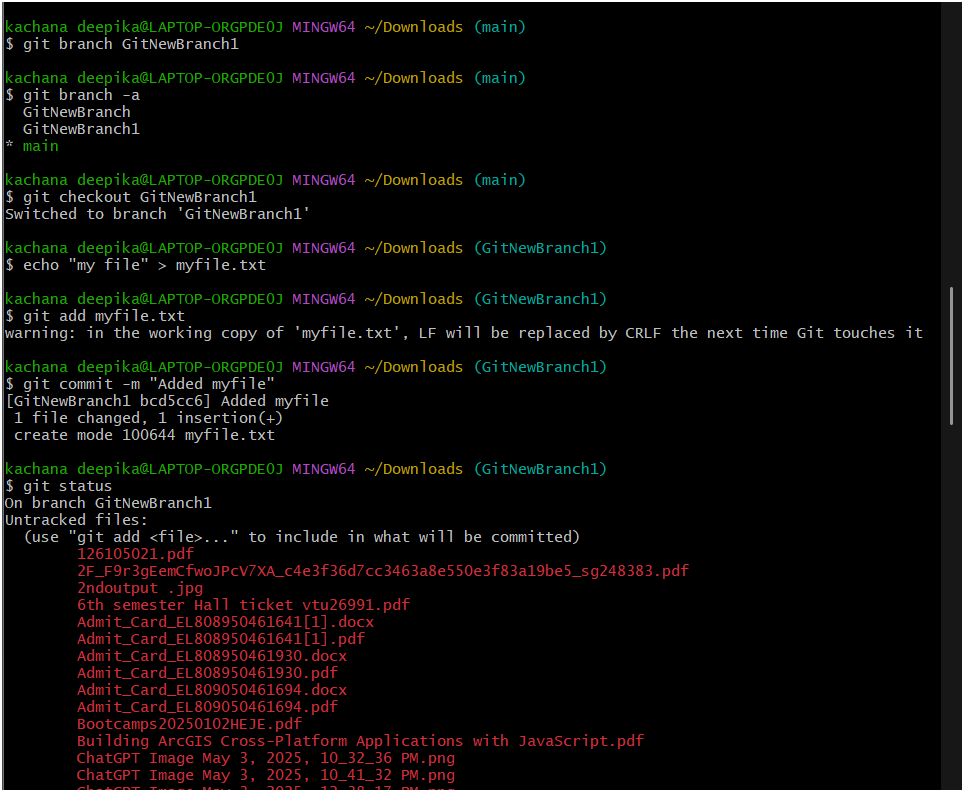 kachana deepika@LAPTOP-ORGPDE0J MINGW64 ~/Downloads (main)
$ git branch GitNewBranch1
kachana deepika@LAPTOP-ORGPDE0J MINGW64 ~/Downloads (main)
$ git branch -a
  GitNewBranch
  GitNewBranch1
* main
kachana deepika@LAPTOP-ORGPDE0J MINGW64 ~/Downloads (main)
$ git checkout GitNewBranch1
Switched to branch 'GitNewBranch1'
kachana deepika@LAPTOP-ORGPDE0J MINGW64 ~/Downloads (GitNewBranch1)
$ echo "my file" > myfile.txt
kachana deepika@LAPTOP-ORGPDE0J MINGW64 ~/Downloads (GitNewBranch1)
$ git add myfile.txt
warning: in the working copy of 'myfile.txt', LF will be replaced by CRLF the next time Git touches it
kachana deepika@LAPTOP-ORGPDE0J MINGW64 ~/Downloads (GitNewBranch1)
$ git commit -m "Added myfile"
[GitNewBranch1 bcd5cc6] Added myfile
 1 file changed, 1 insertion(+)
 create mode 100644 myfile.txt
kachana deepika@LAPTOP-ORGPDE0J MINGW64 ~/Downloads (GitNewBranch1)
$ git status
On branch GitNewBranch1
Untracked files:
  (use "git add <file>..." to include in what will be committed)
        126105021.pdf
        2F_F9r3gEemCfwoJPcV7XA_c4e3f36d7cc3463a8e550e3f83a19be5_sg248383.pdf
        2ndoutput .jpg
        6th semester Hall ticket vtu26991.pdf
        Admit_Card_EL808950461641[1].docx
        Admit_Card_EL808950461641[1].pdf
        Admit_Card_EL808950461930.docx
        Admit_Card_EL808950461930.pdf
        Admit_Card_EL809050461694.docx
        Admit_Card_EL809050461694.pdf
        Bootcamps20250102HEJE.pdf
        Building ArcGIS Cross-Platform Applications with JavaScript.pdf
        ChatGPT Image May 3, 2025, 10_32_36 PM.png
        ChatGPT Image May 3, 2025, 10_41_32 PM.png